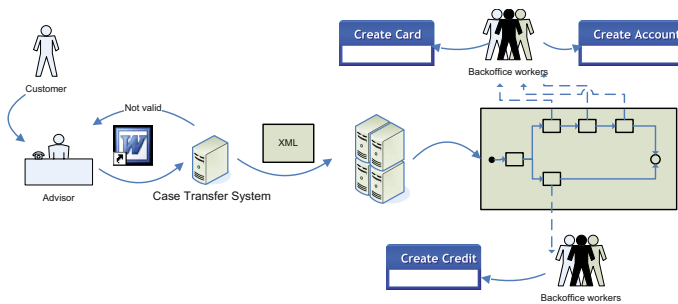 Create Card
Create Account
Backoffice workers
Customer
Not valid
W
XML
Advisor
Case Transfer System
Create Credit
Backoffice workers